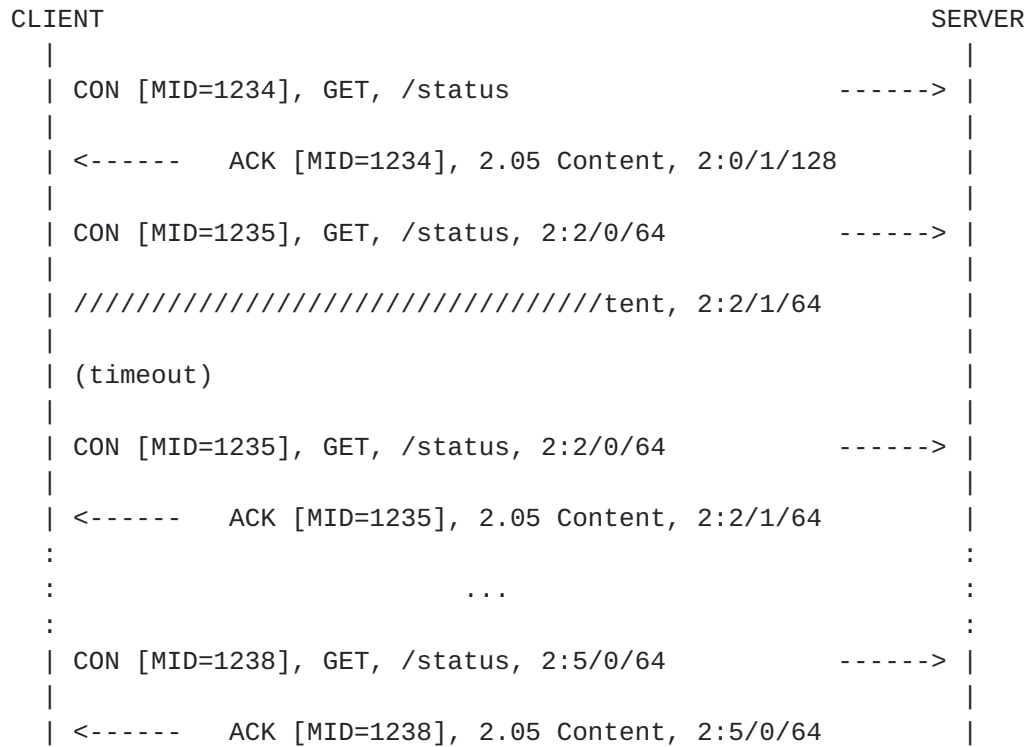 CLIENT                                                     SERVER
  |                                                          |
  | CON [MID=1234], GET, /status                     ------> |
  |                                                          |
  | <------   ACK [MID=1234], 2.05 Content, 2:0/1/128        |
  |                                                          |
  | CON [MID=1235], GET, /status, 2:2/0/64           ------> |
  |                                                          |
  | //////////////////////////////////tent, 2:2/1/64         |
  |                                                          |
  | (timeout)                                                |
  |                                                          |
  | CON [MID=1235], GET, /status, 2:2/0/64           ------> |
  |                                                          |
  | <------   ACK [MID=1235], 2.05 Content, 2:2/1/64         |
  :                                                          :
  :                          ...                             :
  :                                                          :
  | CON [MID=1238], GET, /status, 2:5/0/64           ------> |
  |                                                          |
  | <------   ACK [MID=1238], 2.05 Content, 2:5/0/64         |